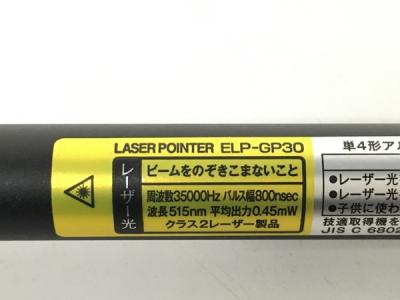 LASER POINTER ELP-GP30
レーザー光
ビームをのぞきこまないこと
周波数35000Hz パルス幅800nsec
波長515nm 平均出力0.45mW
クラス2レーザー製品
単4形アル
●レーザー光
●レーザー光
●子供に使わ
技適取得機を
JIS C 6802